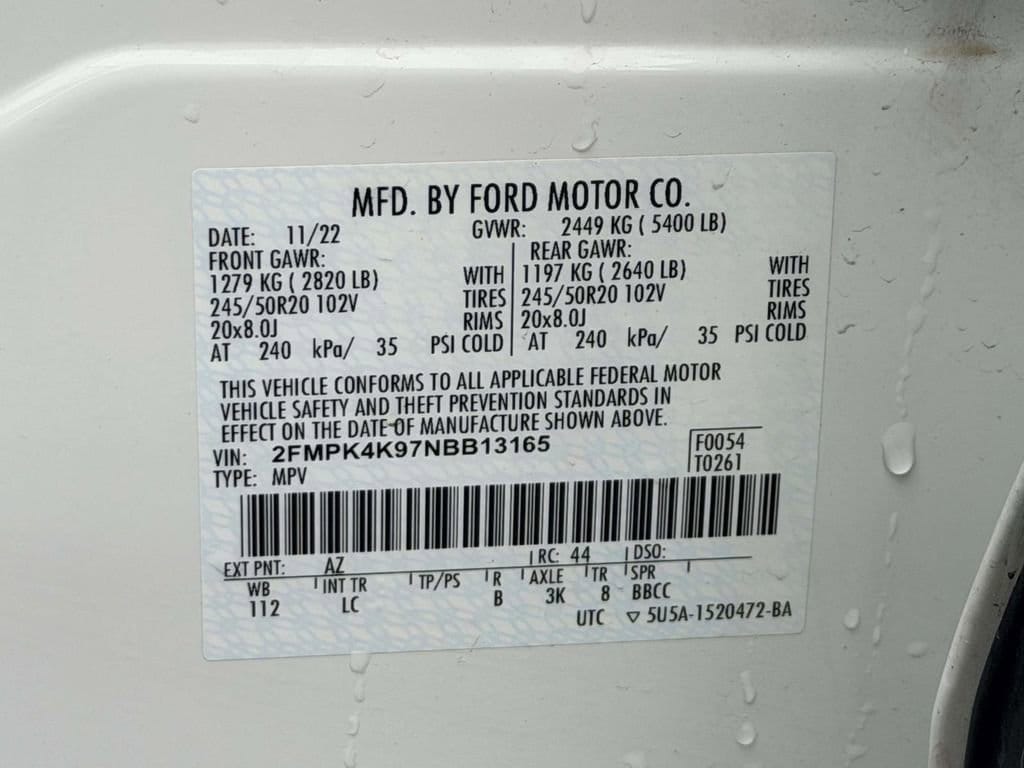 MFD. BY FORD MOTOR CO.
DATE: 11/22 GVWR: 2449 KG ( 5400 LB)
FRONT GAWR: REAR GAWR:
1279 KG ( 2820 LB) WITH 1197 KG ( 2640 LB) WITH
245/50R20 102V TIRES 245/50R20 102V TIRES
20x8.0J RIMS 20x8.0J RIMS
AT 240 kPa/ 35 PSI COLD AT 240 kPa/ 35 PSI COLD
THIS VEHICLE CONFORMS TO ALL APPLICABLE FEDERAL MOTOR
VEHICLE SAFETY AND THEFT PREVENTION STANDARDS IN
EFFECT ON THE DATE OF MANUFACTURE SHOWN ABOVE.
VIN: 2FMPK4K97NBB13165 F0054
TYPE: MPV T0261
EXT PNT: AZ RC: 44 DSO:
WB INT TR TP/PS R AXLE TR SPR
112 LC B 3K 8 BBCC
UTC ▽ 5U5A-1520472-BA